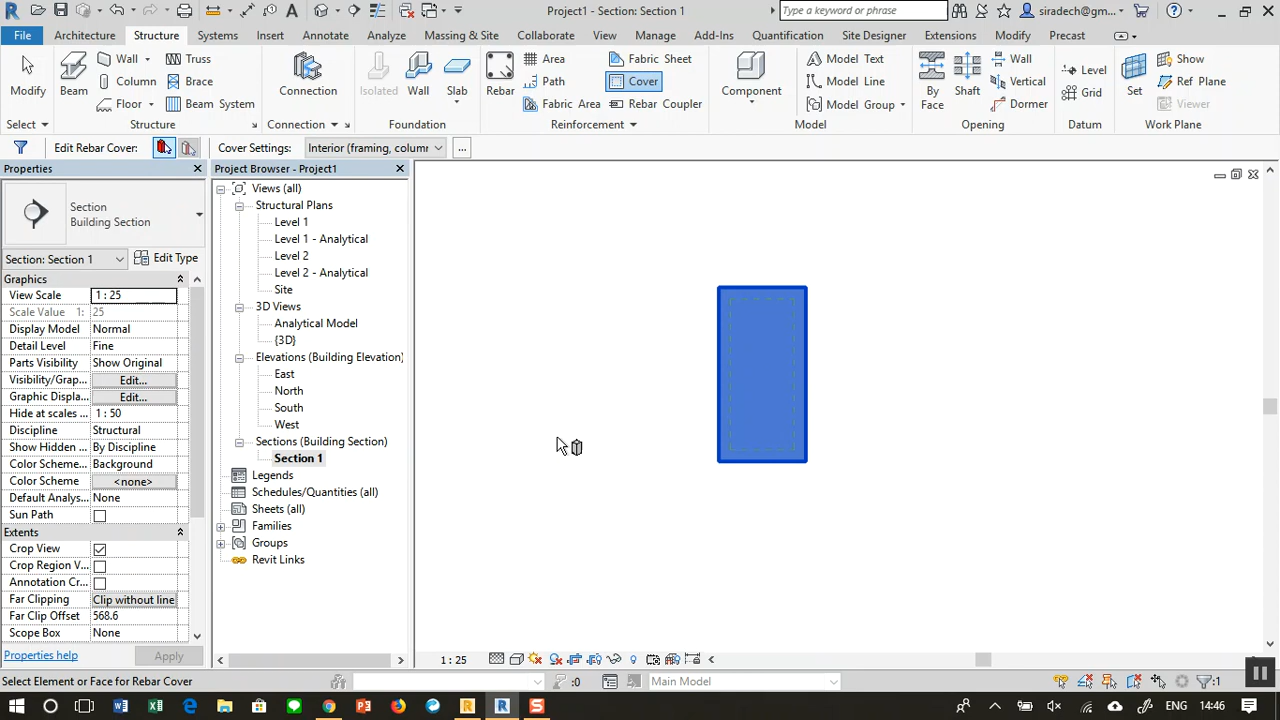 Project1 - Section: Section 1
Type a keyword or phrase
siradech@gm...
File Architecture Structure Systems Insert Annotate Analyze Massing & Site Collaborate View Manage Add-Ins Quantification Site Designer Extensions Modify Precast
Modify
Select
Beam
Wall
Column
Floor
Truss
Brace
Beam System
Structure
Connection
Connection
Isolated
Wall
Slab
Foundation
Rebar
Area
Path
Fabric Area
Fabric Sheet
Cover
Rebar Coupler
Reinforcement
Component
Model Text
Model Line
Model Group
Model
By Face
Shaft
Wall
Vertical
Dormer
Opening
Level
Grid
Datum
Set
Show
Ref Plane
Viewer
Work Plane
Edit Rebar Cover: Cover Settings: Interior (framing, column ...
Properties
Section
Building Section
Section: Section 1 Edit Type
Graphics
View Scale 1 : 25
Scale Value 1: 25
Display Model Normal
Detail Level Fine
Parts Visibility Show Original
Visibility/Grap... Edit...
Graphic Displa... Edit...
Hide at scales ... 1 : 50
Discipline Structural
Show Hidden ... By Discipline
Color Scheme... Background
Color Scheme <none>
Default Analys... None
Sun Path
Extents
Crop View
Crop Region V...
Annotation Cr...
Far Clipping Clip without line
Far Clip Offset 568.6
Scope Box None
Properties help Apply
Project Browser - Project1
Views (all)
Structural Plans
Level 1
Level 1 - Analytical
Level 2
Level 2 - Analytical
Site
3D Views
Analytical Model
{3D}
Elevations (Building Elevation)
East
North
South
West
Sections (Building Section)
Section 1
Legends
Schedules/Quantities (all)
Sheets (all)
Families
Groups
Revit Links
1 : 25
Select Element or Face for Rebar Cover
:0
Main Model
:1
ENG 14:46